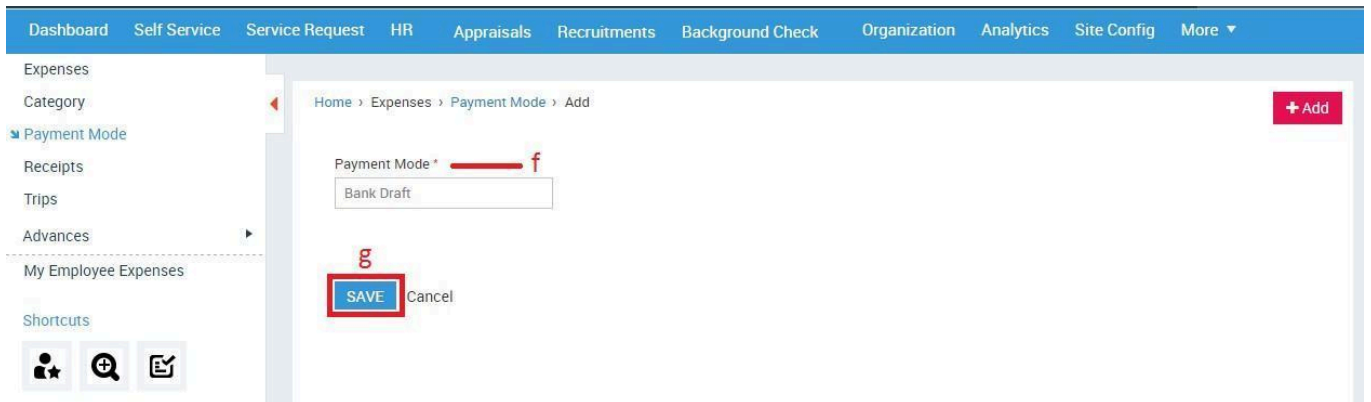 Dashboard Self Service Service Request HR Appraisals Recruitments Background Check Organization Analytics Site Config More ▼
Expenses
Category
Payment Mode
Receipts
Trips
Advances
My Employee Expenses
Shortcuts
Home › Expenses › Payment Mode › Add
+ Add
Payment Mode * f
Bank Draft
g
SAVE Cancel